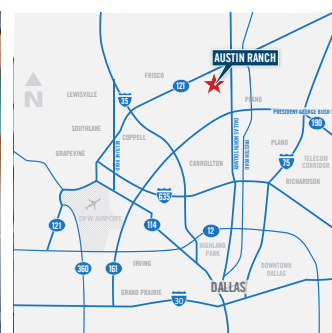 AUSTIN RANCH
FRISCO
121
N
LEWISVILLE
35
PLANO
PRESIDENT GEORGE BUSH
190
SOUTHLAKE
COPPELL
BELTLINE ROAD
DALLAS NORTH TOLLWAY
PRESTON ROAD
PLANO
GRAPEVINE
CARROLLTON
75
TELECOM
CORRIDOR
RICHARDSON
635
DFW AIRPORT
121
114
12
HIGHLAND
PARK
360
161
IRVING
DOWNTOWN
DALLAS
DALLAS
GRAND PRAIRIE
30